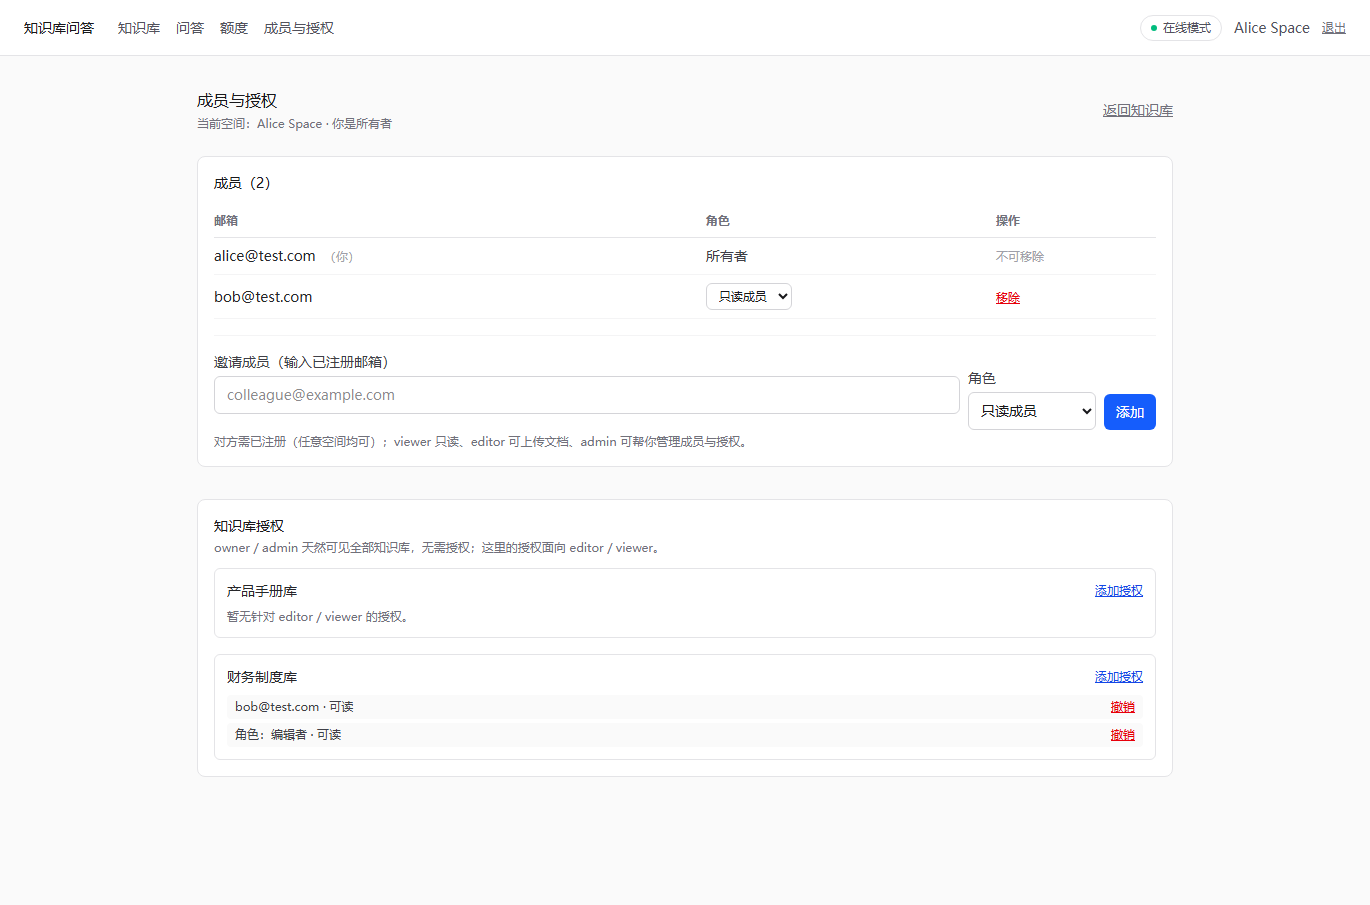 知识库问答 知识库 问答 额度 成员与授权 在线模式 Alice Space 退出
成员与授权
当前空间：Alice Space · 你是所有者
返回知识库
成员（2）
邮箱 角色 操作
alice@test.com （你） 所有者 不可移除
bob@test.com 只读成员 移除
邀请成员（输入已注册邮箱）
角色
colleague@example.com 只读成员 添加
对方需已注册（任意空间均可）；viewer 只读、editor 可上传文档、admin 可帮你管理成员与授权。
知识库授权
owner / admin 天然可见全部知识库，无需授权；这里的授权面向 editor / viewer。
产品手册库 添加授权
暂无针对 editor / viewer 的授权。
财务制度库 添加授权
bob@test.com · 可读 撤销
角色：编辑者 · 可读 撤销